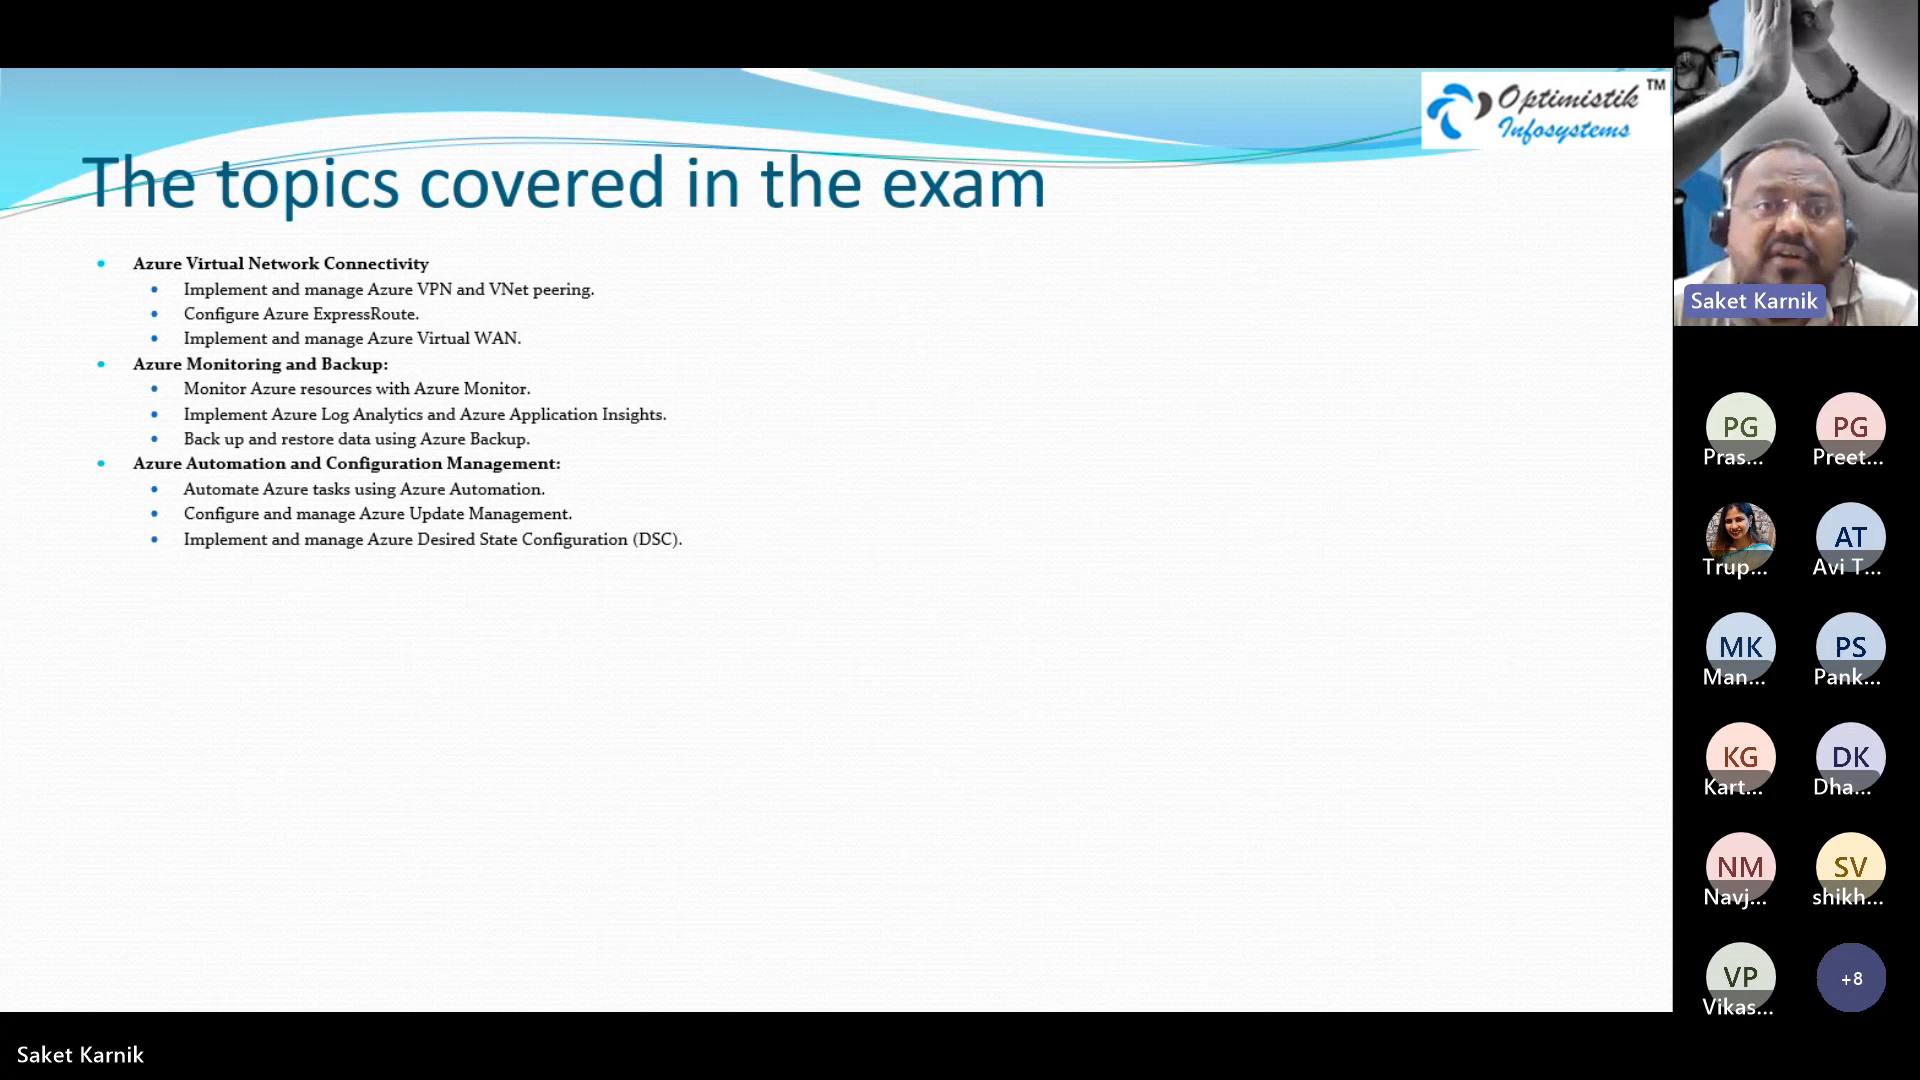 Optimistik TM
Infosystems
The topics covered in the exam
Azure Virtual Network Connectivity
Implement and manage Azure VPN and VNet peering.
Configure Azure ExpressRoute.
Implement and manage Azure Virtual WAN.
Azure Monitoring and Backup:
Monitor Azure resources with Azure Monitor.
Implement Azure Log Analytics and Azure Application Insights.
Back up and restore data using Azure Backup.
Azure Automation and Configuration Management:
Automate Azure tasks using Azure Automation.
Configure and manage Azure Update Management.
Implement and manage Azure Desired State Configuration (DSC).
Saket Karnik
PG
Pras...
PG
Preet...
Trup...
AT
Avi T...
MK
Man...
PS
Pank...
KG
Kart...
DK
Dha...
NM
Navj...
SV
shikh...
VP
Vikas...
+8
Saket Karnik